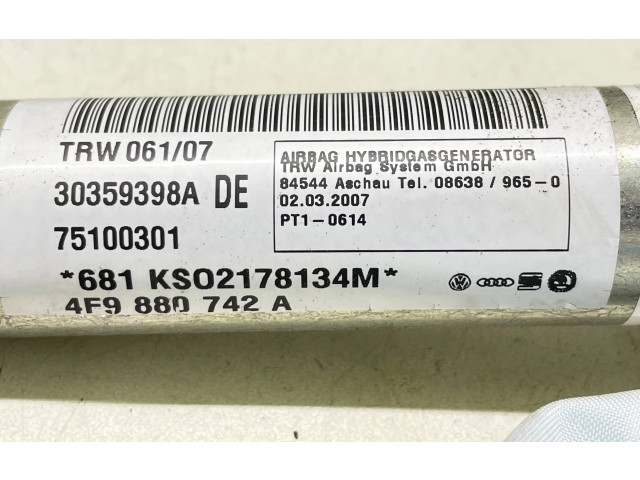 TRW 061/07
30359398A DE
75100301
AIRBAG HYBRIDGASGENERATOR
TRW Airbag System GmbH
84544 Aschau Tel. 08638 / 965-0
02.03.2007
PT1-0614
*681 KSO2178134M*
4F9 880 742 A